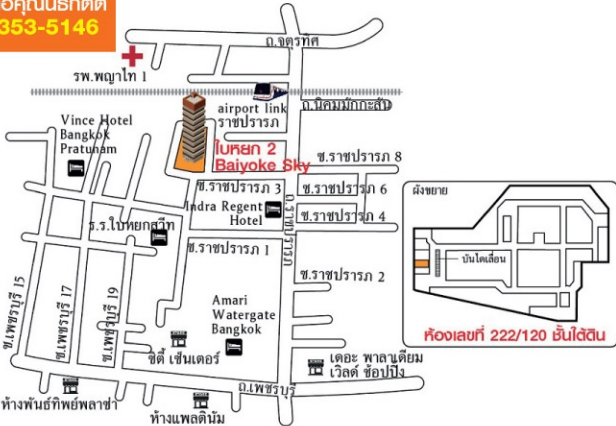 353-5146
ถ.จตุรทิศ
รพ.พญาไท 1
airport link
ราชปรารภ
ถ.นิคมมักกะสัน
Vince Hotel
Bangkok
Pratunam
ใบหยก 2
Baiyoke Sky
ซ.ราชปรารภ 8
ซ.ราชปรารภ 3
ซ.ราชปรารภ 6
Indra Regent
Hotel
ซ.ราชปรารภ 4
ถ.ราชปรารภ
ร.ร.ใบหยกสวีท
ซ.ราชปรารภ 1
ซ.ราชปรารภ 2
ซ.เพชรบุรี 15
ซ.เพชรบุรี 17
ซ.เพชรบุรี 19
Amari
Watergate
Bangkok
ซิตี้ เซ็นเตอร์
เดอะ พาลาเดียม
เวิลด์ ช้อปปิ้ง
ถ.เพชรบุรี
ห้างพันธ์ทิพย์พลาซ่า
ห้างแพลตินัม
ผังขยาย
บันไดเลื่อน
ห้องเลขที่ 222/120 ชั้นใต้ดิน